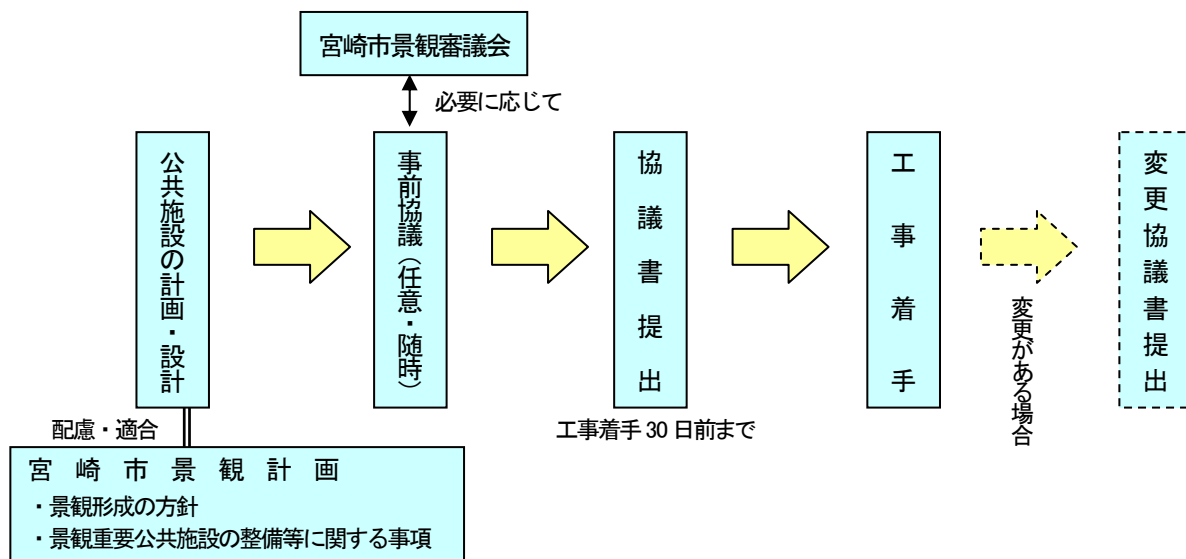 宮崎市景観審議会
必要に応じて
公共施設の計画・設計
事前協議（任意・随時）
協議書提出
工事着手
変更協議書提出
変更がある場合
配慮・適合
工事着手 30 日前まで
宮崎市景観計画
・景観形成の方針
・景観重要公共施設の整備等に関する事項